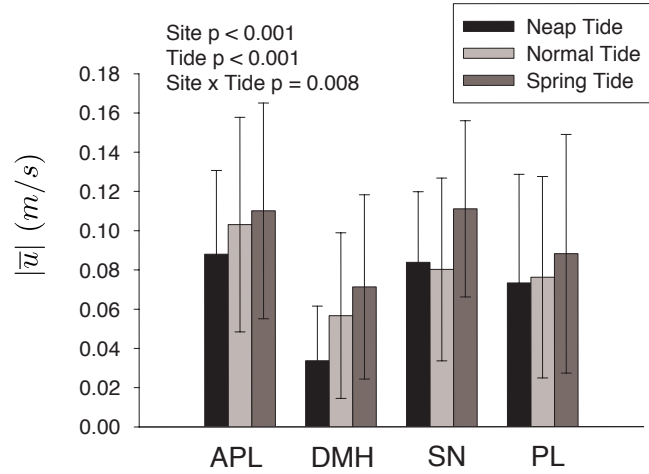 Site p < 0.001
Tide p < 0.001
Site x Tide p = 0.008
Neap Tide
Normal Tide
Spring Tide
|u̅| (m/s)
0.18
0.16
0.14
0.12
0.10
0.08
0.06
0.04
0.02
0.00
APL DMH SN PL